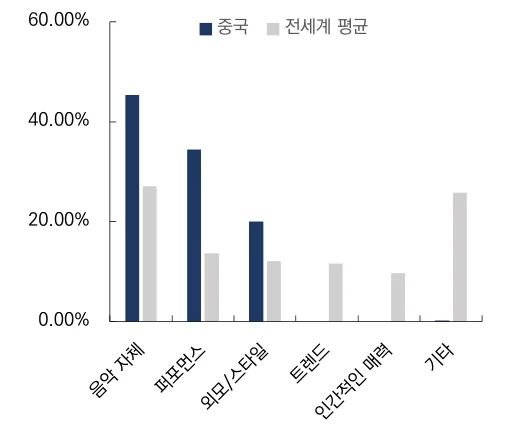 중국 전세계 평균
60.00%
40.00%
20.00%
0.00%
음악 자체
퍼포먼스
외모/스타일
트렌드
인간적인 매력
기타